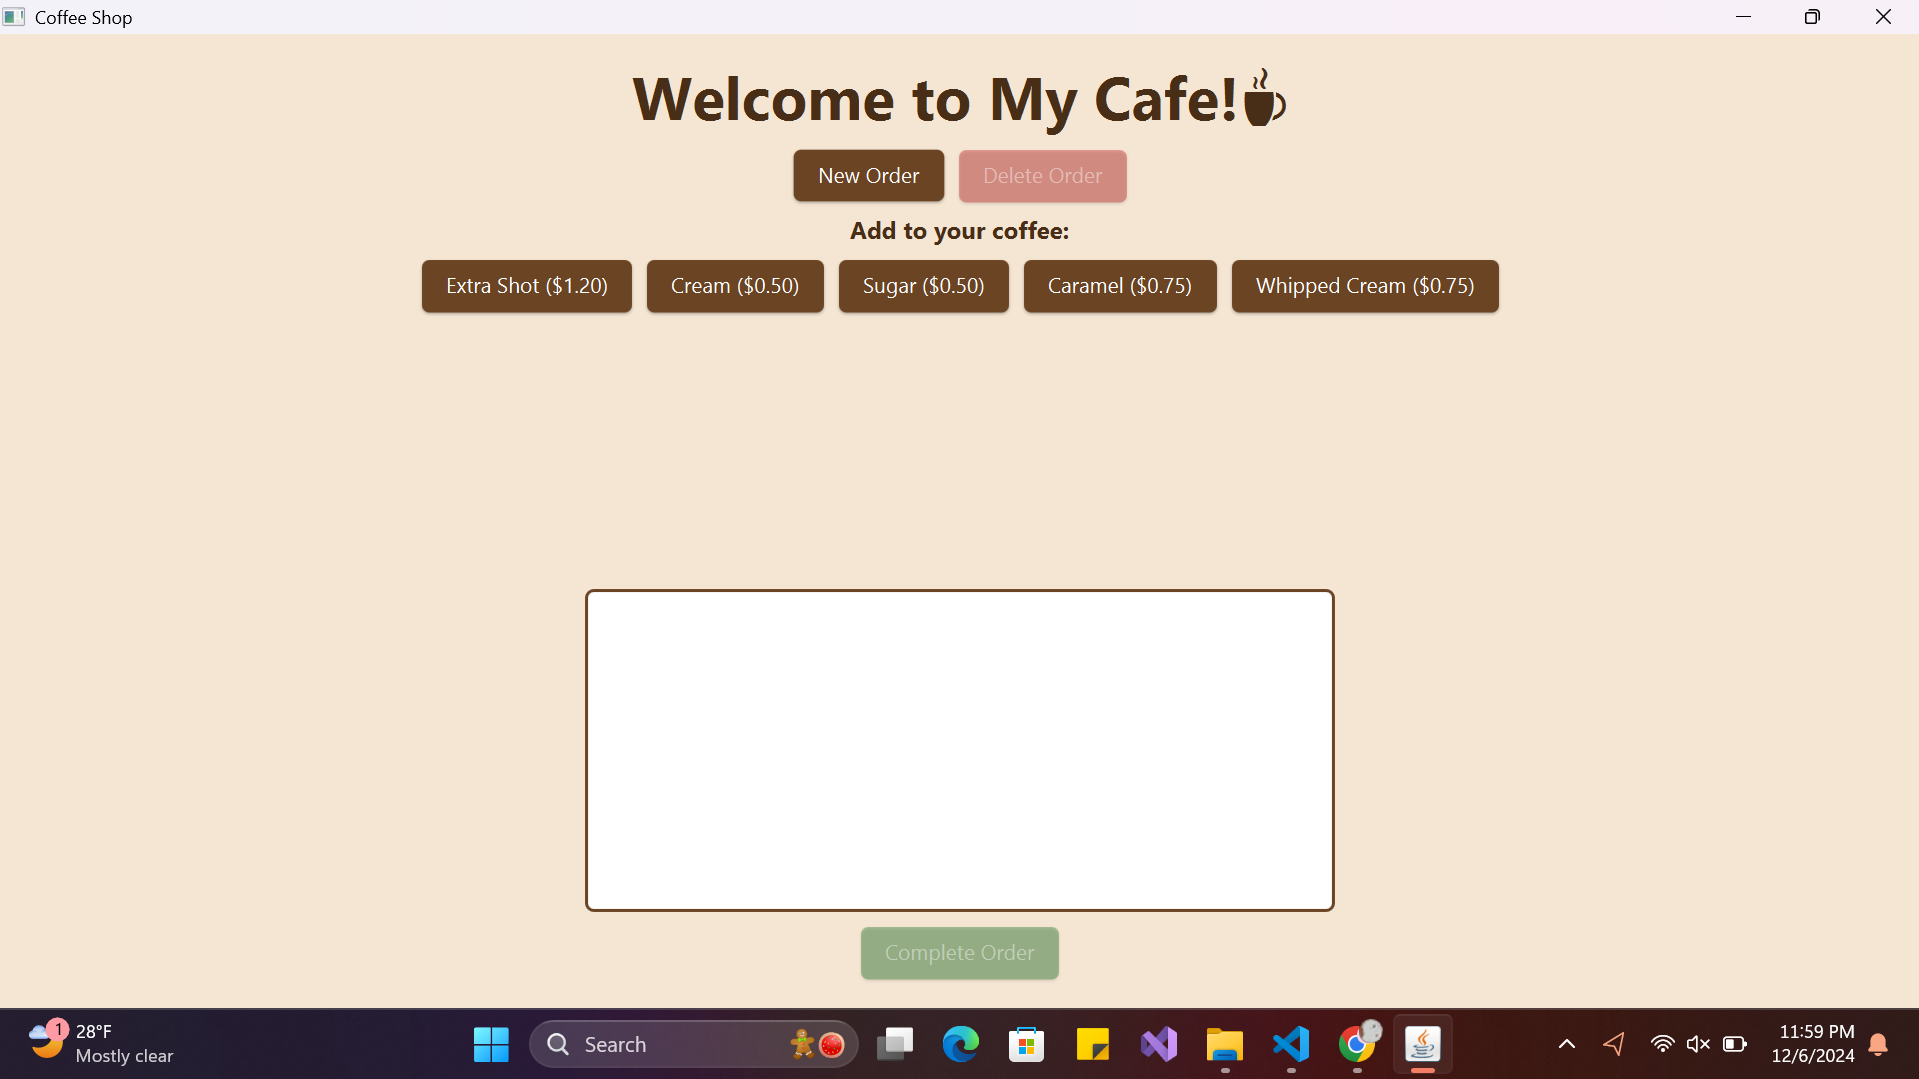 Coffee Shop
Welcome to My Cafe!
New Order Delete Order
Add to your coffee:
Extra Shot ($1.20) Cream ($0.50) Sugar ($0.50) Caramel ($0.75) Whipped Cream ($0.75)
Complete Order
1 28°F
Mostly clear
Search
11:59 PM
12/6/2024